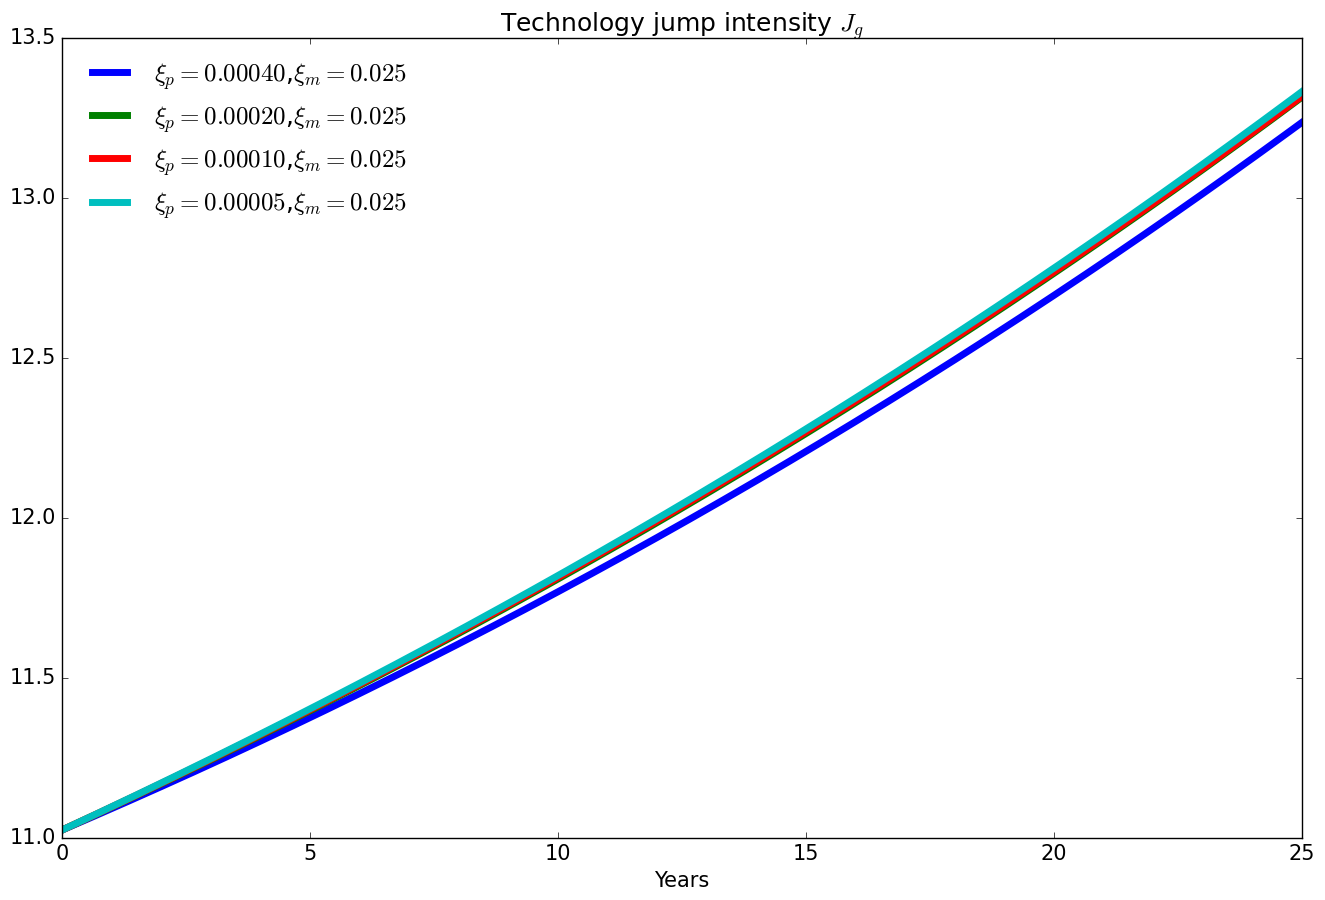 Technology jump intensity J_g
13.5
ξ_p = 0.00040,ξ_m = 0.025
ξ_p = 0.00020,ξ_m = 0.025
ξ_p = 0.00010,ξ_m = 0.025
ξ_p = 0.00005,ξ_m = 0.025
13.0
12.5
12.0
11.5
11.0
0 5 10 15 20 25
Years